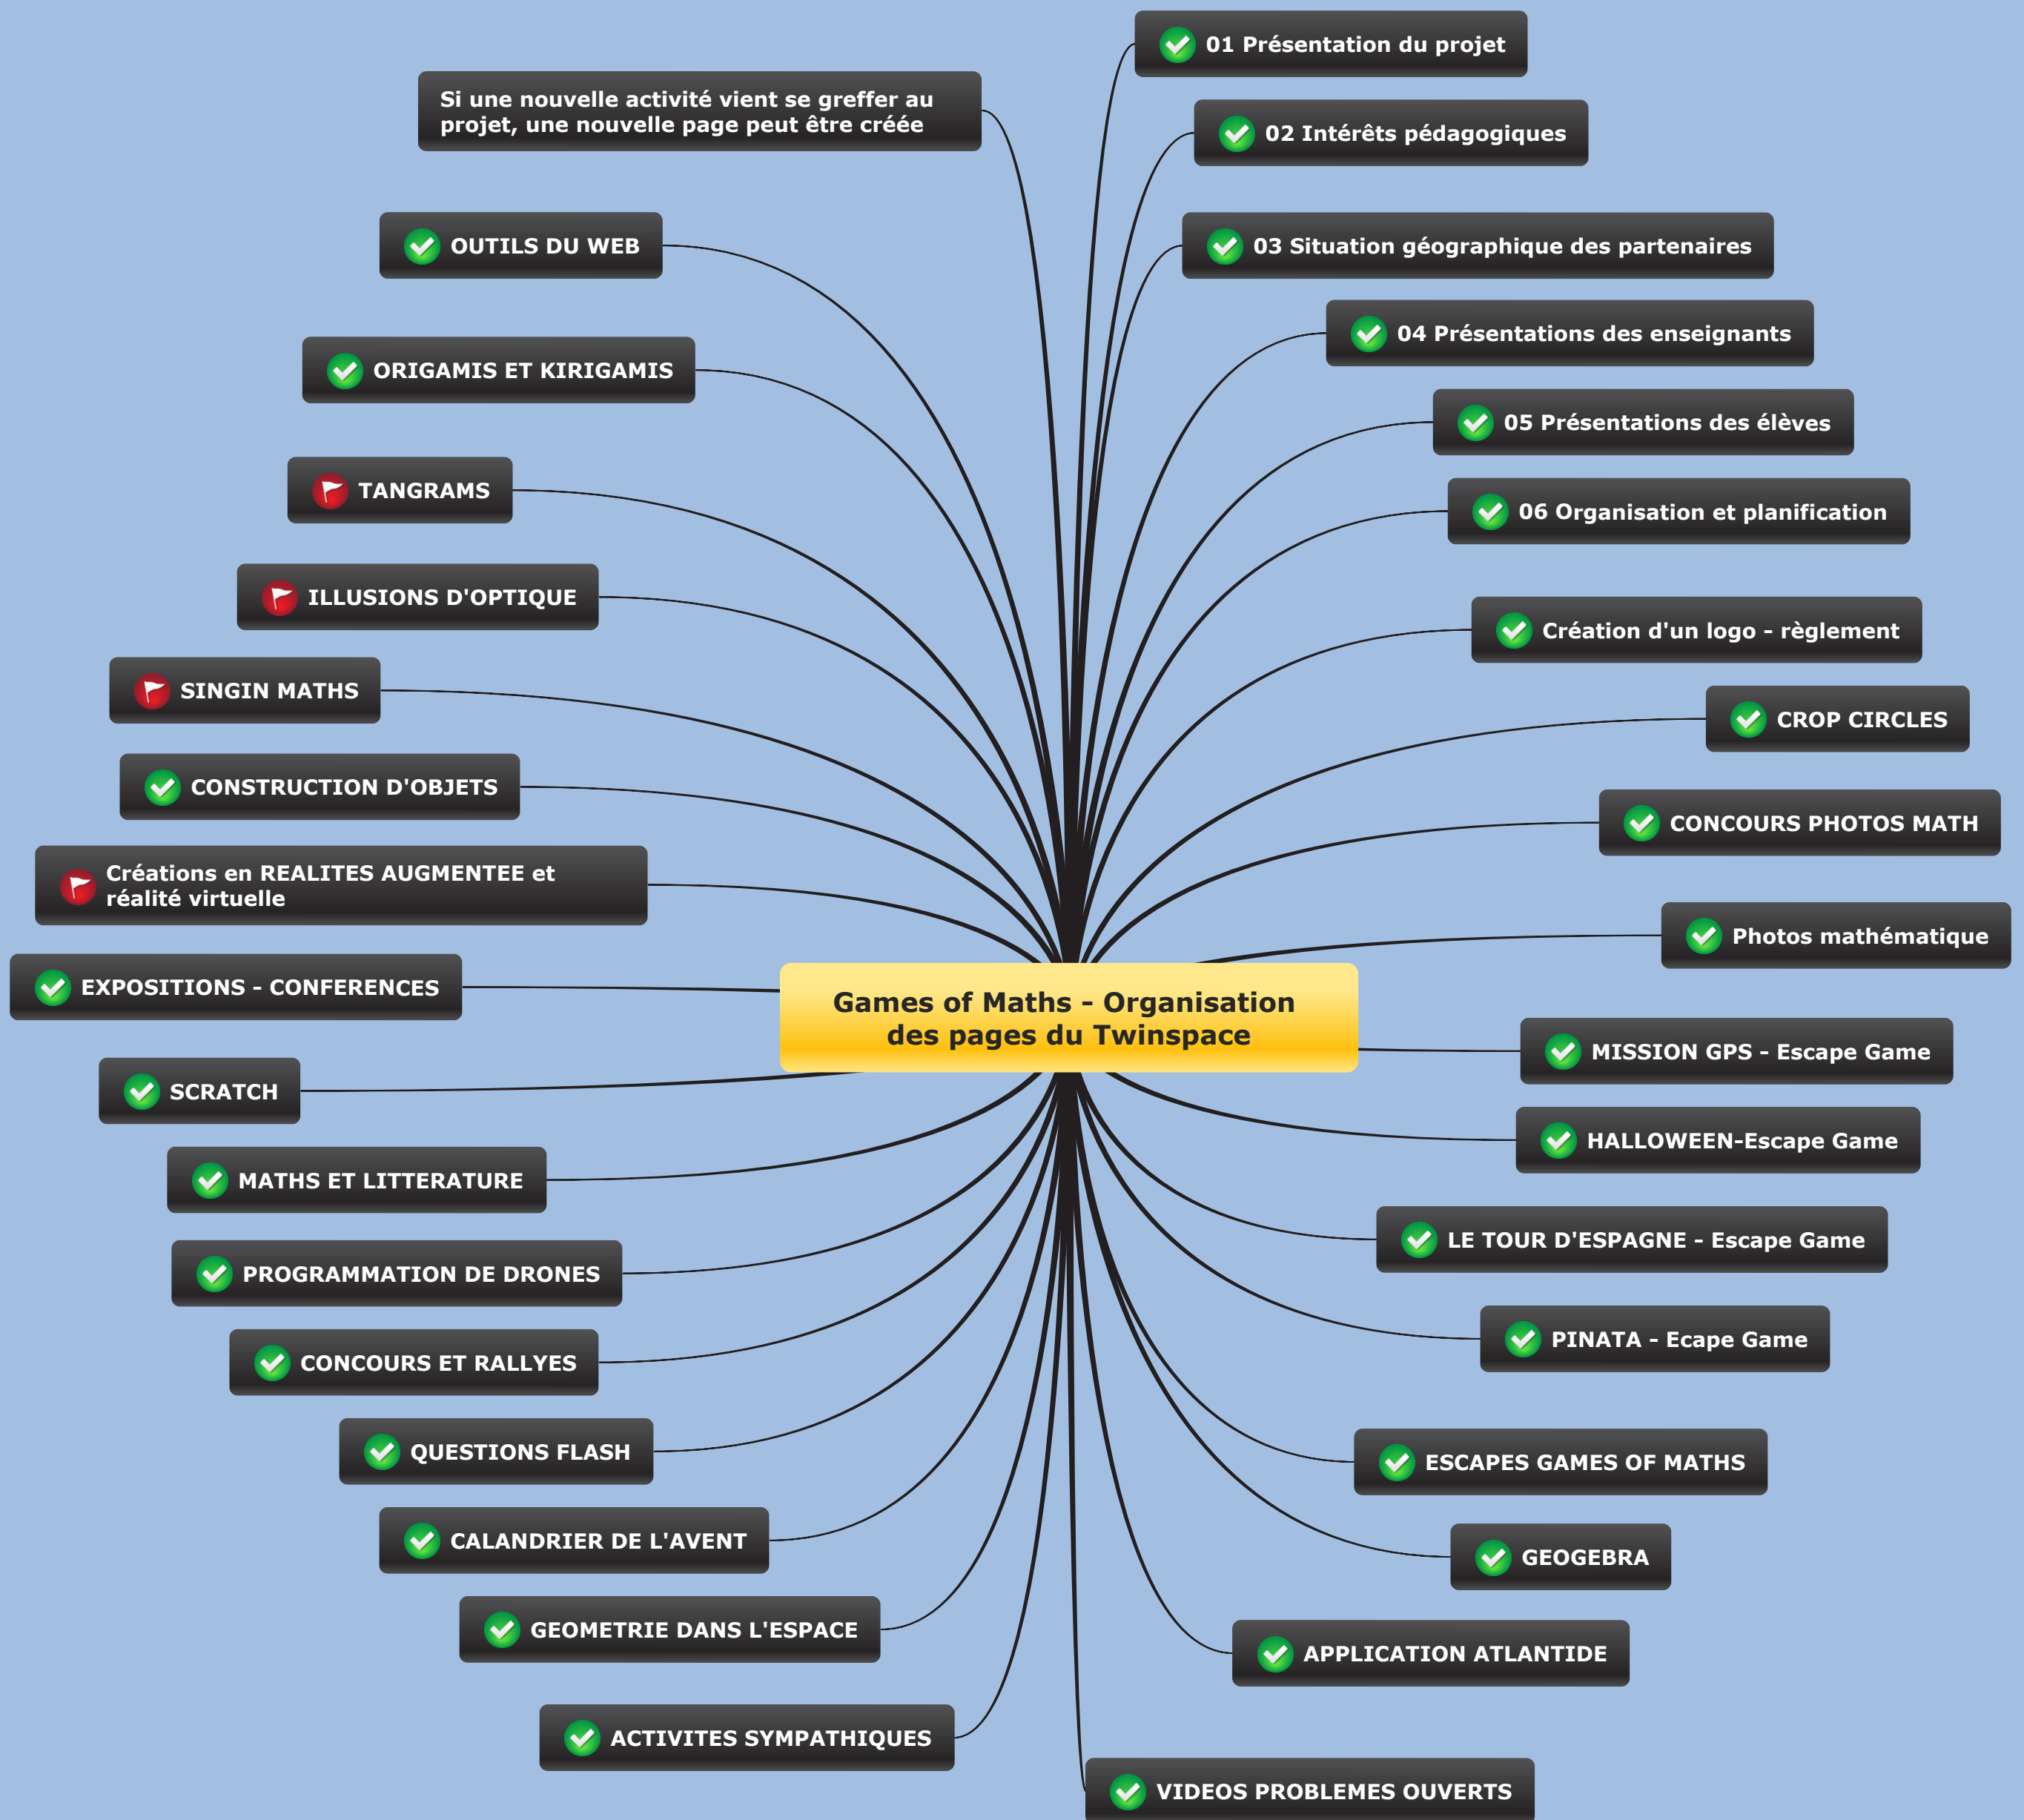 Games of Maths - Organisation
des pages du Twinspace
01 Présentation du projet
02 Intérêts pédagogiques
03 Situation géographique des partenaires
04 Présentations des enseignants
05 Présentations des élèves
06 Organisation et planification
Création d'un logo - règlement
CROP CIRCLES
CONCOURS PHOTOS MATH
Photos mathématique
MISSION GPS - Escape Game
HALLOWEEN-Escape Game
LE TOUR D'ESPAGNE - Escape Game
PINATA - Ecape Game
ESCAPES GAMES OF MATHS
GEOGEBRA
APPLICATION ATLANTIDE
VIDEOS PROBLEMES OUVERTS
ACTIVITES SYMPATHIQUES
GEOMETRIE DANS L'ESPACE
CALANDRIER DE L'AVENT
QUESTIONS FLASH
CONCOURS ET RALLYES
PROGRAMMATION DE DRONES
MATHS ET LITTERATURE
SCRATCH
EXPOSITIONS - CONFERENCES
Créations en REALITES AUGMENTEE et
réalité virtuelle
CONSTRUCTION D'OBJETS
SINGIN MATHS
ILLUSIONS D'OPTIQUE
TANGRAMS
ORIGAMIS ET KIRIGAMIS
OUTILS DU WEB
Si une nouvelle activité vient se greffer au
projet, une nouvelle page peut être créée